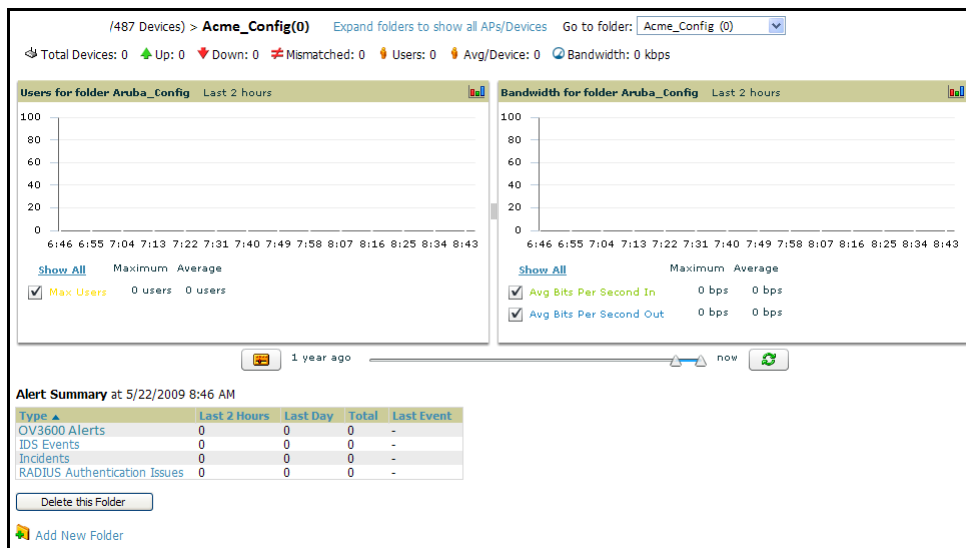 /487 Devices) > Acme_Config(0) Expand folders to show all APs/Devices Go to folder: Acme_Config (0)
Total Devices: 0 Up: 0 Down: 0 Mismatched: 0 Users: 0 Avg/Device: 0 Bandwidth: 0 kbps
Users for folder Aruba_Config Last 2 hours
100
80
60
40
20
0
6:46 6:55 7:04 7:13 7:22 7:31 7:40 7:49 7:58 8:07 8:16 8:25 8:34 8:43
Show All Maximum Average
Max Users 0 users 0 users
Bandwidth for folder Aruba_Config Last 2 hours
100
80
60
40
20
0
6:46 6:55 7:04 7:13 7:22 7:31 7:40 7:49 7:58 8:07 8:16 8:25 8:34 8:43
Show All Maximum Average
Avg Bits Per Second In 0 bps 0 bps
Avg Bits Per Second Out 0 bps 0 bps
1 year ago now
Alert Summary at 5/22/2009 8:46 AM
Type Last 2 Hours Last Day Total Last Event
OV3600 Alerts 0 0 0 -
IDS Events 0 0 0 -
Incidents 0 0 0 -
RADIUS Authentication Issues 0 0 0 -
Delete this Folder
Add New Folder